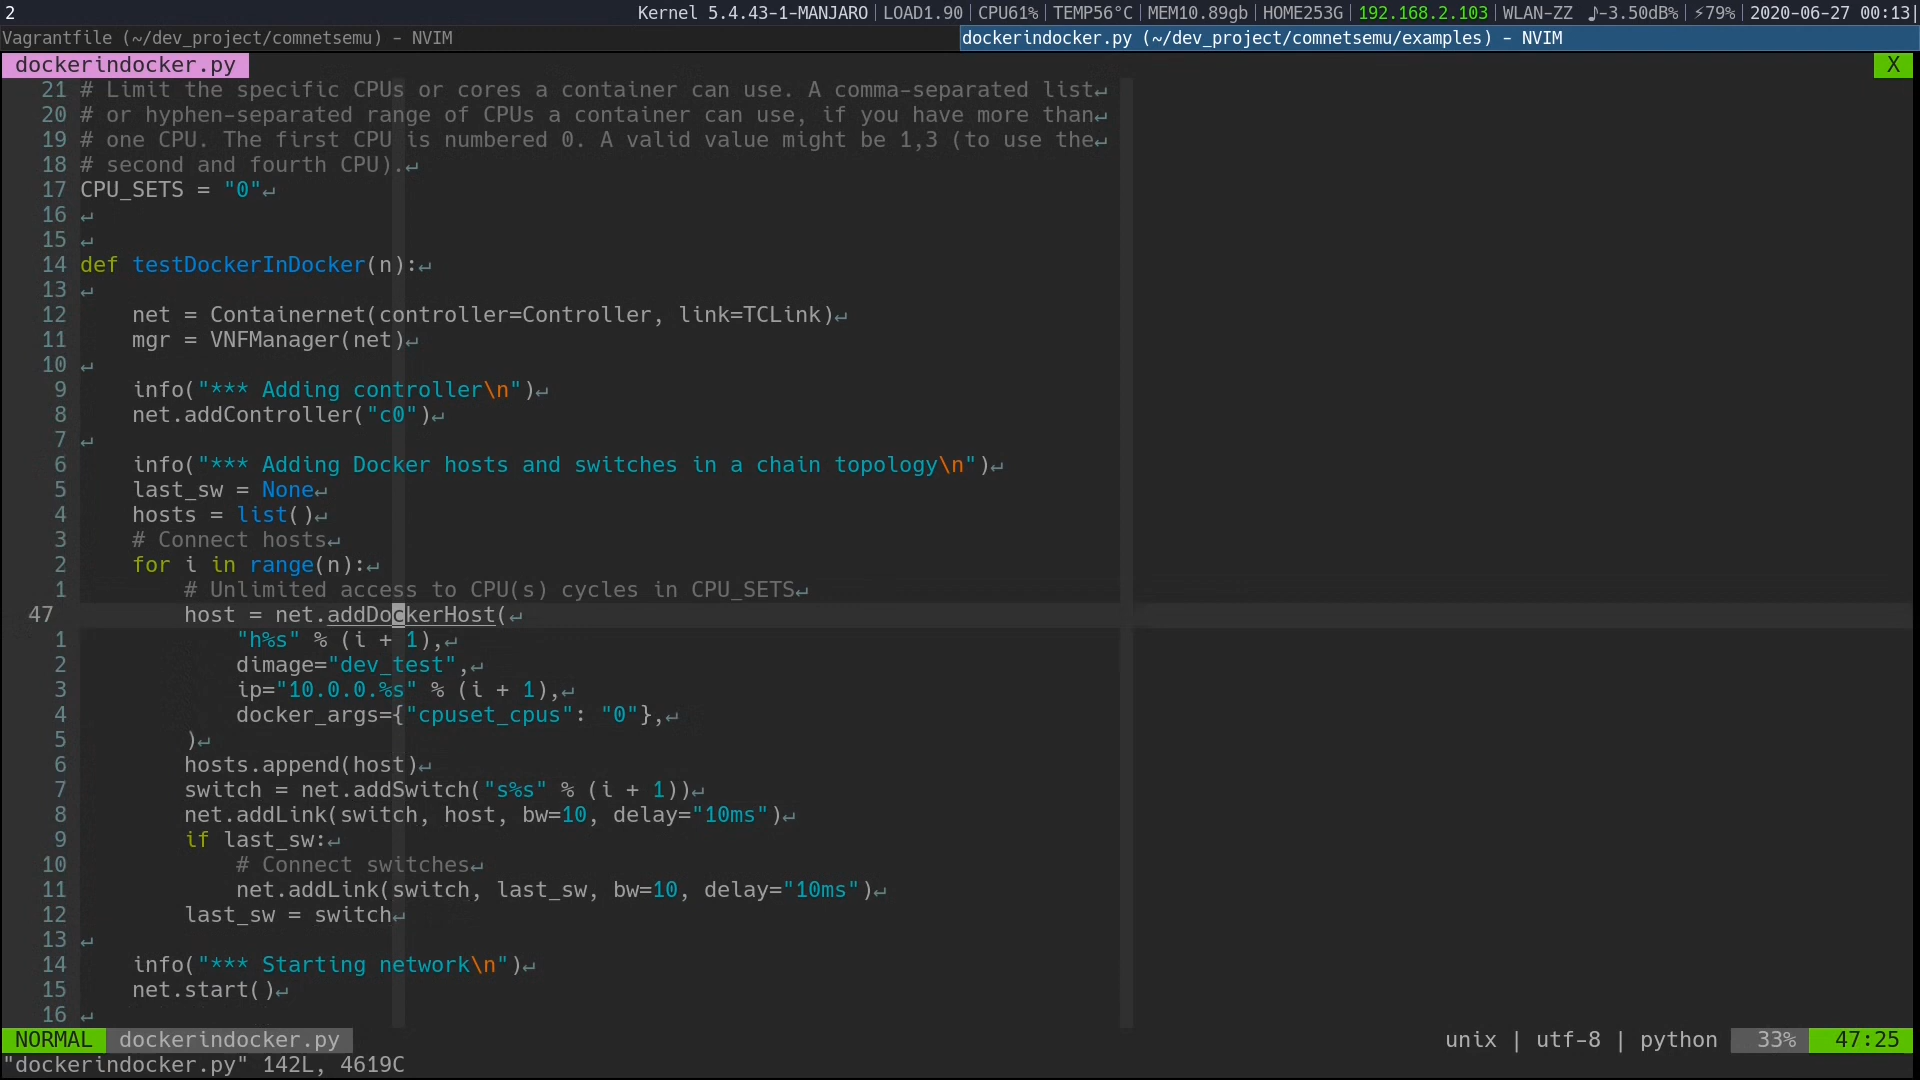 2 Kernel 5.4.43-1-MANJARO│LOAD1.90│CPU61%│TEMP56°C│MEM10.89gb│HOME253G│192.168.2.103│WLAN-ZZ ♪-3.50dB%│⚡79%│2020-06-27 00:13│
Vagrantfile (~/dev_project/comnetsemu) - NVIM dockerindocker.py (~/dev_project/comnetsemu/examples) - NVIM
dockerindocker.py X
21 # Limit the specific CPUs or cores a container can use. A comma-separated list↵
20 # or hyphen-separated range of CPUs a container can use, if you have more than↵
19 # one CPU. The first CPU is numbered 0. A valid value might be 1,3 (to use the↵
18 # second and fourth CPU).↵
17 CPU_SETS = "0"↵
16 ↵
15 ↵
14 def testDockerInDocker(n):↵
13 ↵
12     net = Containernet(controller=Controller, link=TCLink)↵
11     mgr = VNFManager(net)↵
10 ↵
9     info("*** Adding controller\n")↵
8     net.addController("c0")↵
7 ↵
6     info("*** Adding Docker hosts and switches in a chain topology\n")↵
5     last_sw = None↵
4     hosts = list()↵
3     # Connect hosts↵
2     for i in range(n):↵
1         # Unlimited access to CPU(s) cycles in CPU_SETS↵
47         host = net.addDockerHost(↵
1             "h%s" % (i + 1),↵
2             dimage="dev_test",↵
3             ip="10.0.0.%s" % (i + 1),↵
4             docker_args={"cpuset_cpus": "0"},↵
5         )↵
6         hosts.append(host)↵
7         switch = net.addSwitch("s%s" % (i + 1))↵
8         net.addLink(switch, host, bw=10, delay="10ms")↵
9         if last_sw:↵
10             # Connect switches↵
11             net.addLink(switch, last_sw, bw=10, delay="10ms")↵
12         last_sw = switch↵
13 ↵
14     info("*** Starting network\n")↵
15     net.start()↵
16 ↵
NORMAL dockerindocker.py unix | utf-8 | python 33% 47:25
"dockerindocker.py" 142L, 4619C